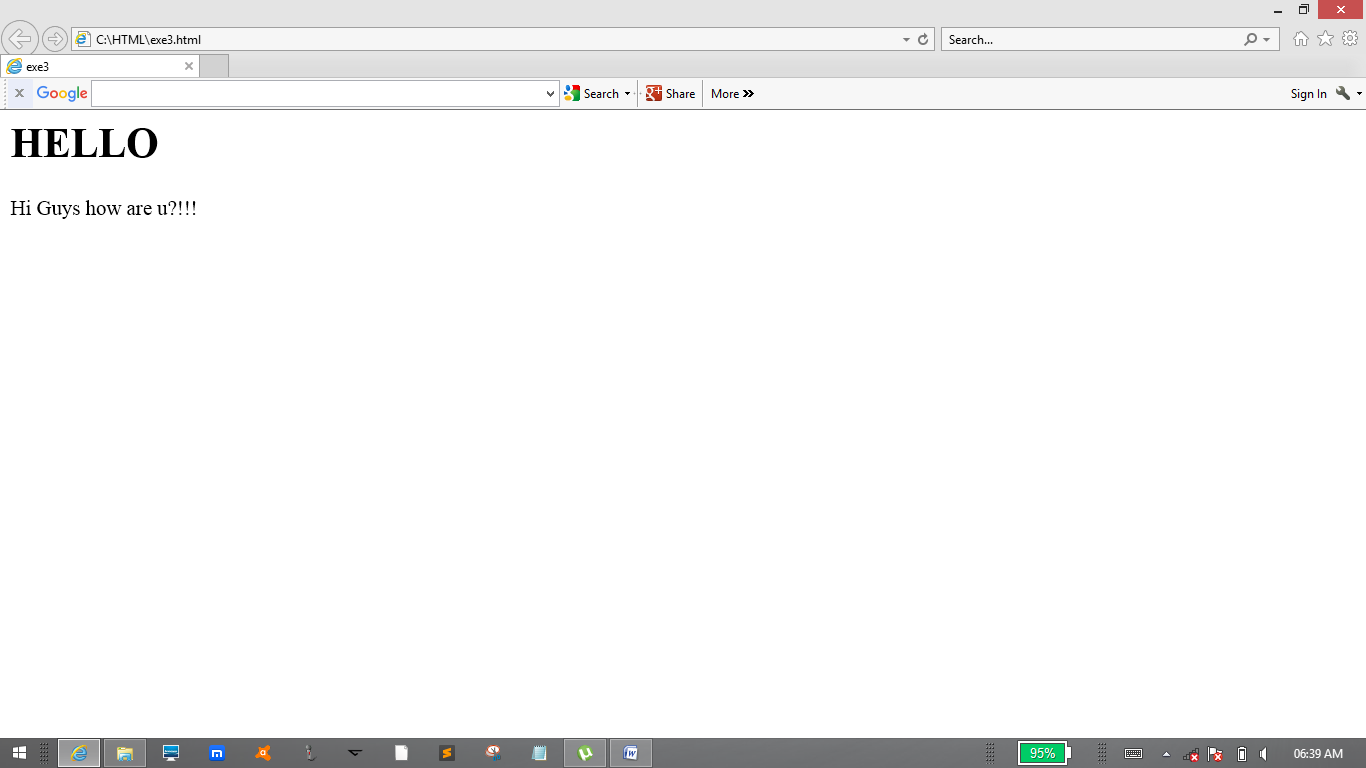 C:\HTML\exe3.html
Search...
exe3
x Google Search Share More Sign In
HELLO
Hi Guys how are u?!!!
95% 06:39 AM